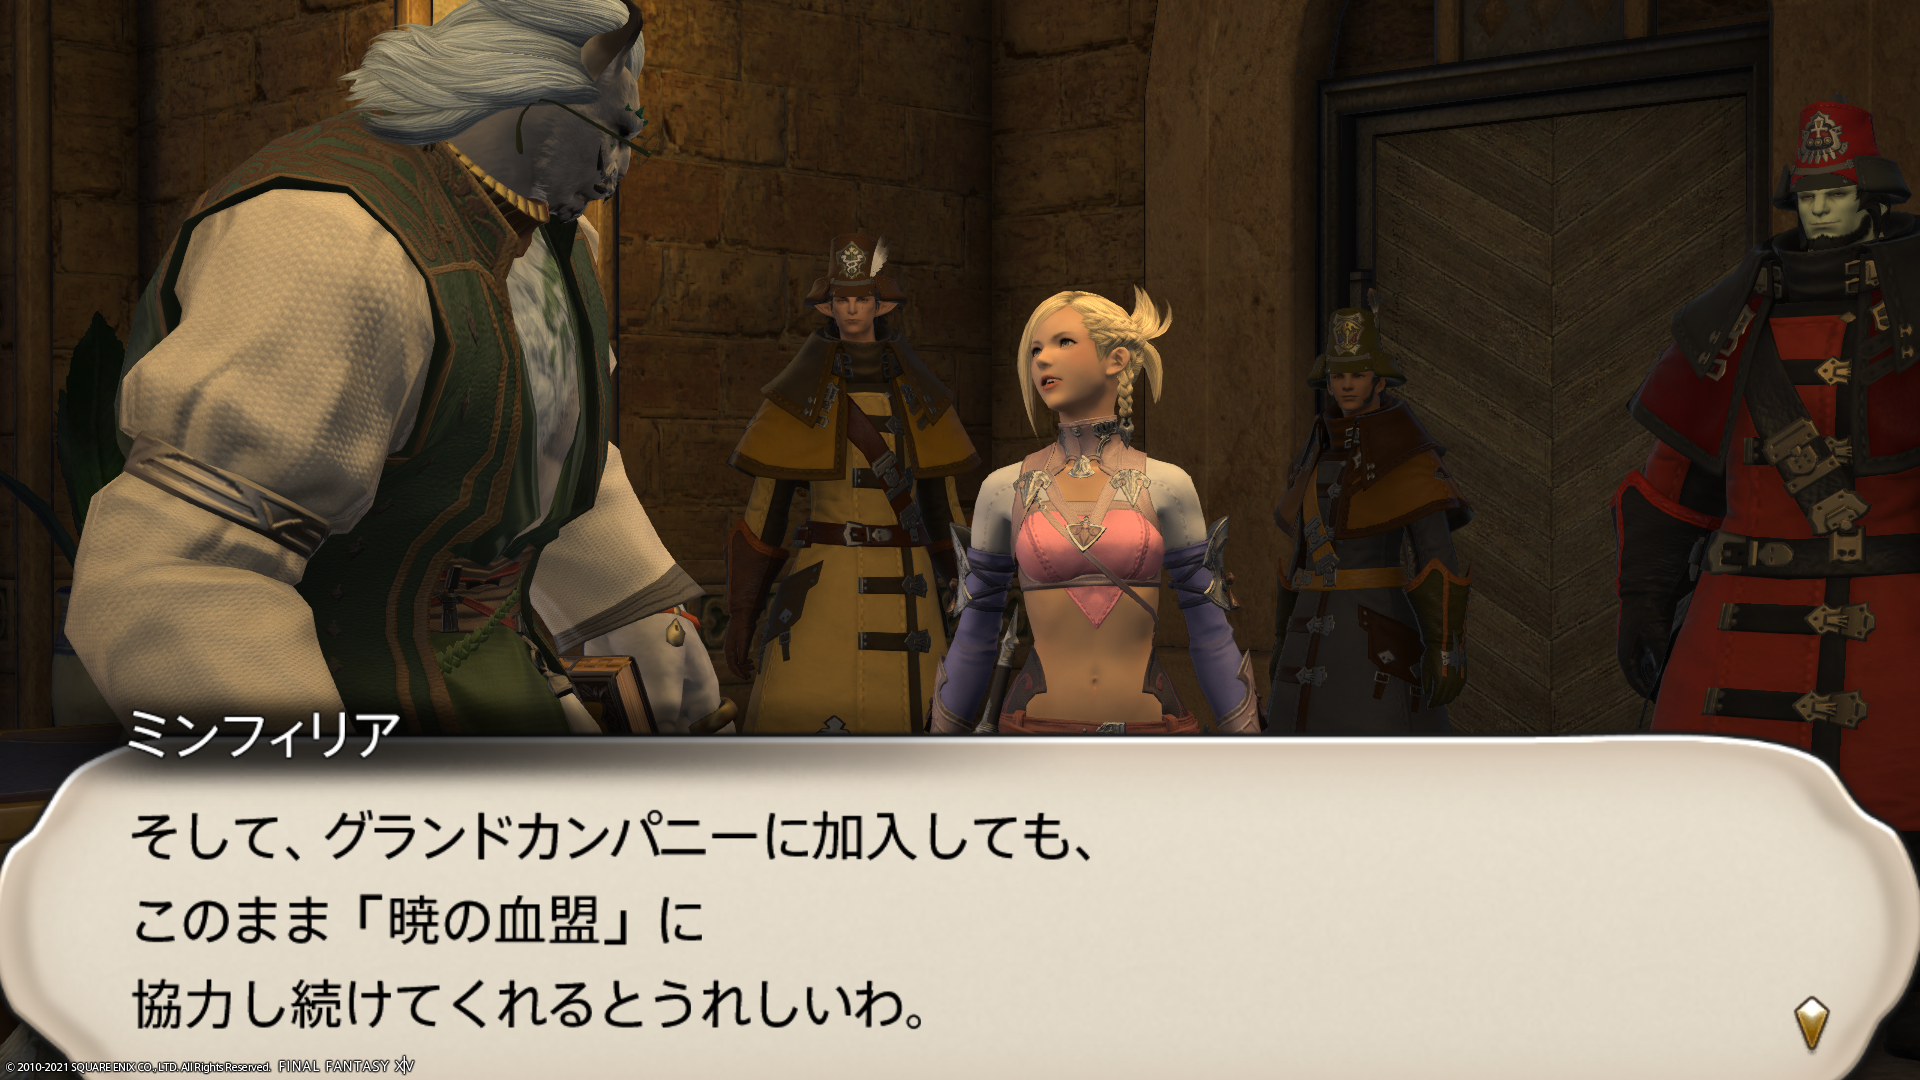 ミンフィリア
そして、グランドカンパニーに加入しても、
このまま「暁の血盟」に
協力し続けてくれるとうれしいわ。
© 2010-2021 SQUARE ENIX CO., LTD. All Rights Reserved. FINAL FANTASY XIV